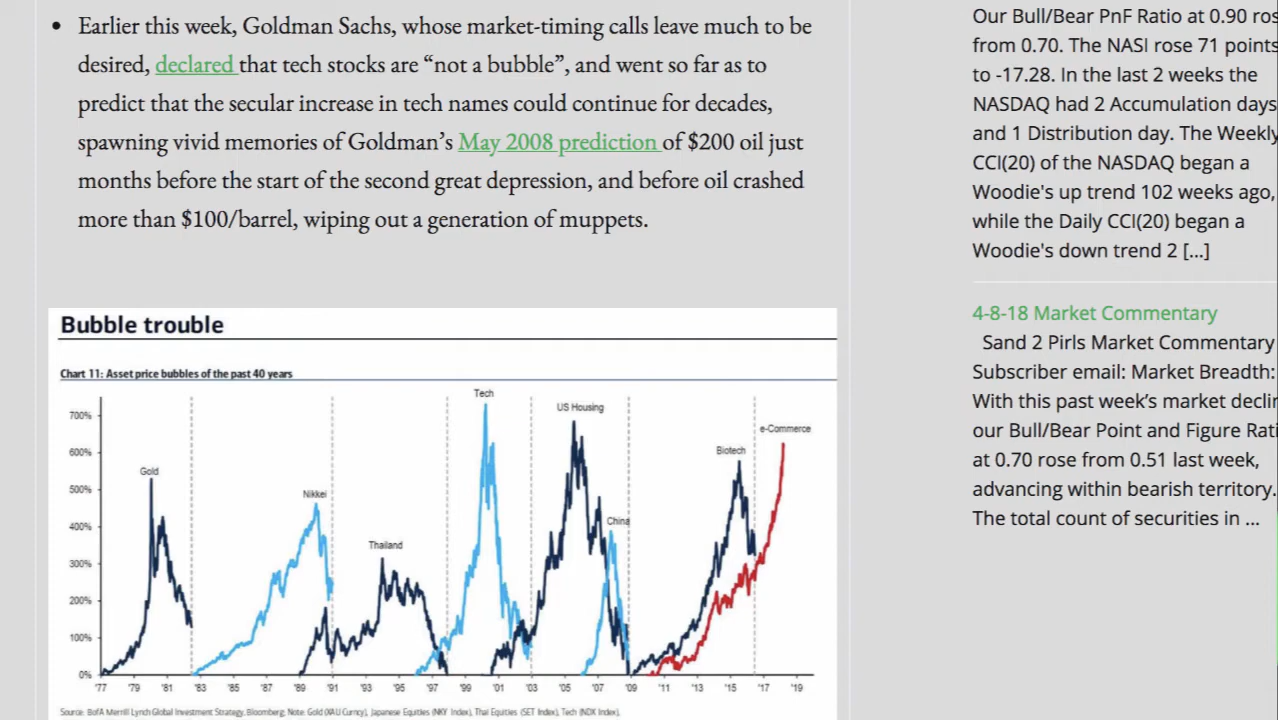 • Earlier this week, Goldman Sachs, whose market-timing calls leave much to be
desired, declared that tech stocks are “not a bubble”, and went so far as to
predict that the secular increase in tech names could continue for decades,
spawning vivid memories of Goldman’s May 2008 prediction of $200 oil just
months before the start of the second great depression, and before oil crashed
more than $100/barrel, wiping out a generation of muppets.
Bubble trouble
Chart 11: Asset price bubbles of the past 40 years
700%
600%
500%
400%
300%
200%
100%
0%
Gold
Nikkei
Thailand
Tech
US Housing
China
Biotech
e-Commerce
'77 '79 '81 '83 '85 '87 '89 '91 '93 '95 '97 '99 '01 '03 '05 '07 '09 '11 '13 '15 '17 '19
Source: BofA Merrill Lynch Global Investment Strategy, Bloomberg; Note: Gold (XAU Curncy), Japanese Equities (NKY Index), Thai Equities (SET Index), Tech (NDX Index),
Our Bull/Bear PnF Ratio at 0.90 ros
from 0.70. The NASI rose 71 points
to -17.28. In the last 2 weeks the
NASDAQ had 2 Accumulation days
and 1 Distribution day. The Weekly
CCI(20) of the NASDAQ began a
Woodie's up trend 102 weeks ago,
while the Daily CCI(20) began a
Woodie's down trend 2 [...]
4-8-18 Market Commentary
Sand 2 Pirls Market Commentary
Subscriber email: Market Breadth:
With this past week’s market declin
our Bull/Bear Point and Figure Rati
at 0.70 rose from 0.51 last week,
advancing within bearish territory.
The total count of securities in ...